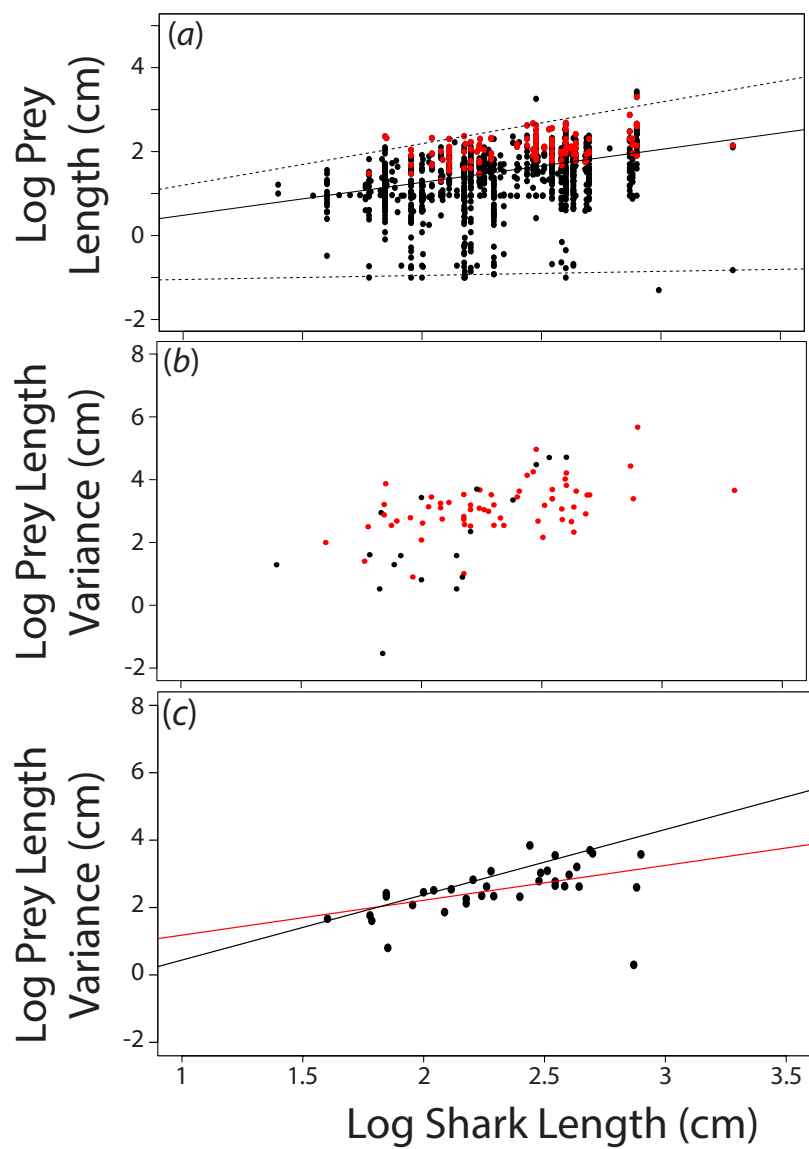 (a)
Log Prey
Length (cm)
4
2
0
-2
(b)
Log Prey Length
Variance (cm)
8
6
4
2
0
-2
(c)
Log Prey Length
Variance (cm)
8
6
4
2
0
-2
1 1.5 2 2.5 3 3.5
Log Shark Length (cm)